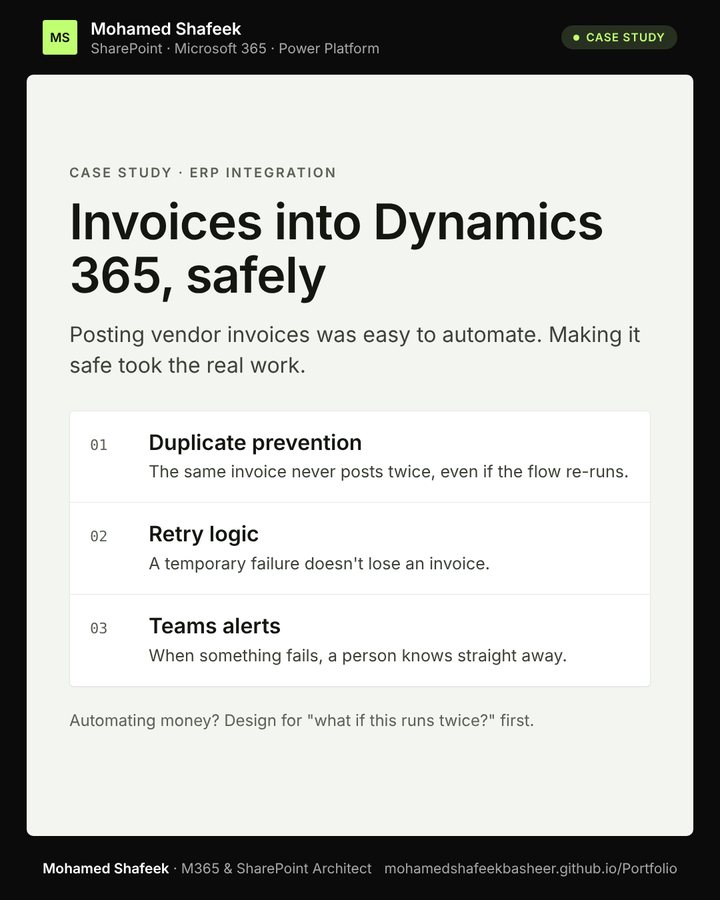 MS
Mohamed Shafeek
SharePoint · Microsoft 365 · Power Platform
CASE STUDY
CASE STUDY · ERP INTEGRATION
Invoices into Dynamics
365, safely
Posting vendor invoices was easy to automate. Making it
safe took the real work.
01
Duplicate prevention
The same invoice never posts twice, even if the flow re-runs.
02
Retry logic
A temporary failure doesn't lose an invoice.
03
Teams alerts
When something fails, a person knows straight away.
Automating money? Design for "what if this runs twice?" first.
Mohamed Shafeek · M365 & SharePoint Architect mohamedshafeekbasheer.github.io/Portfolio